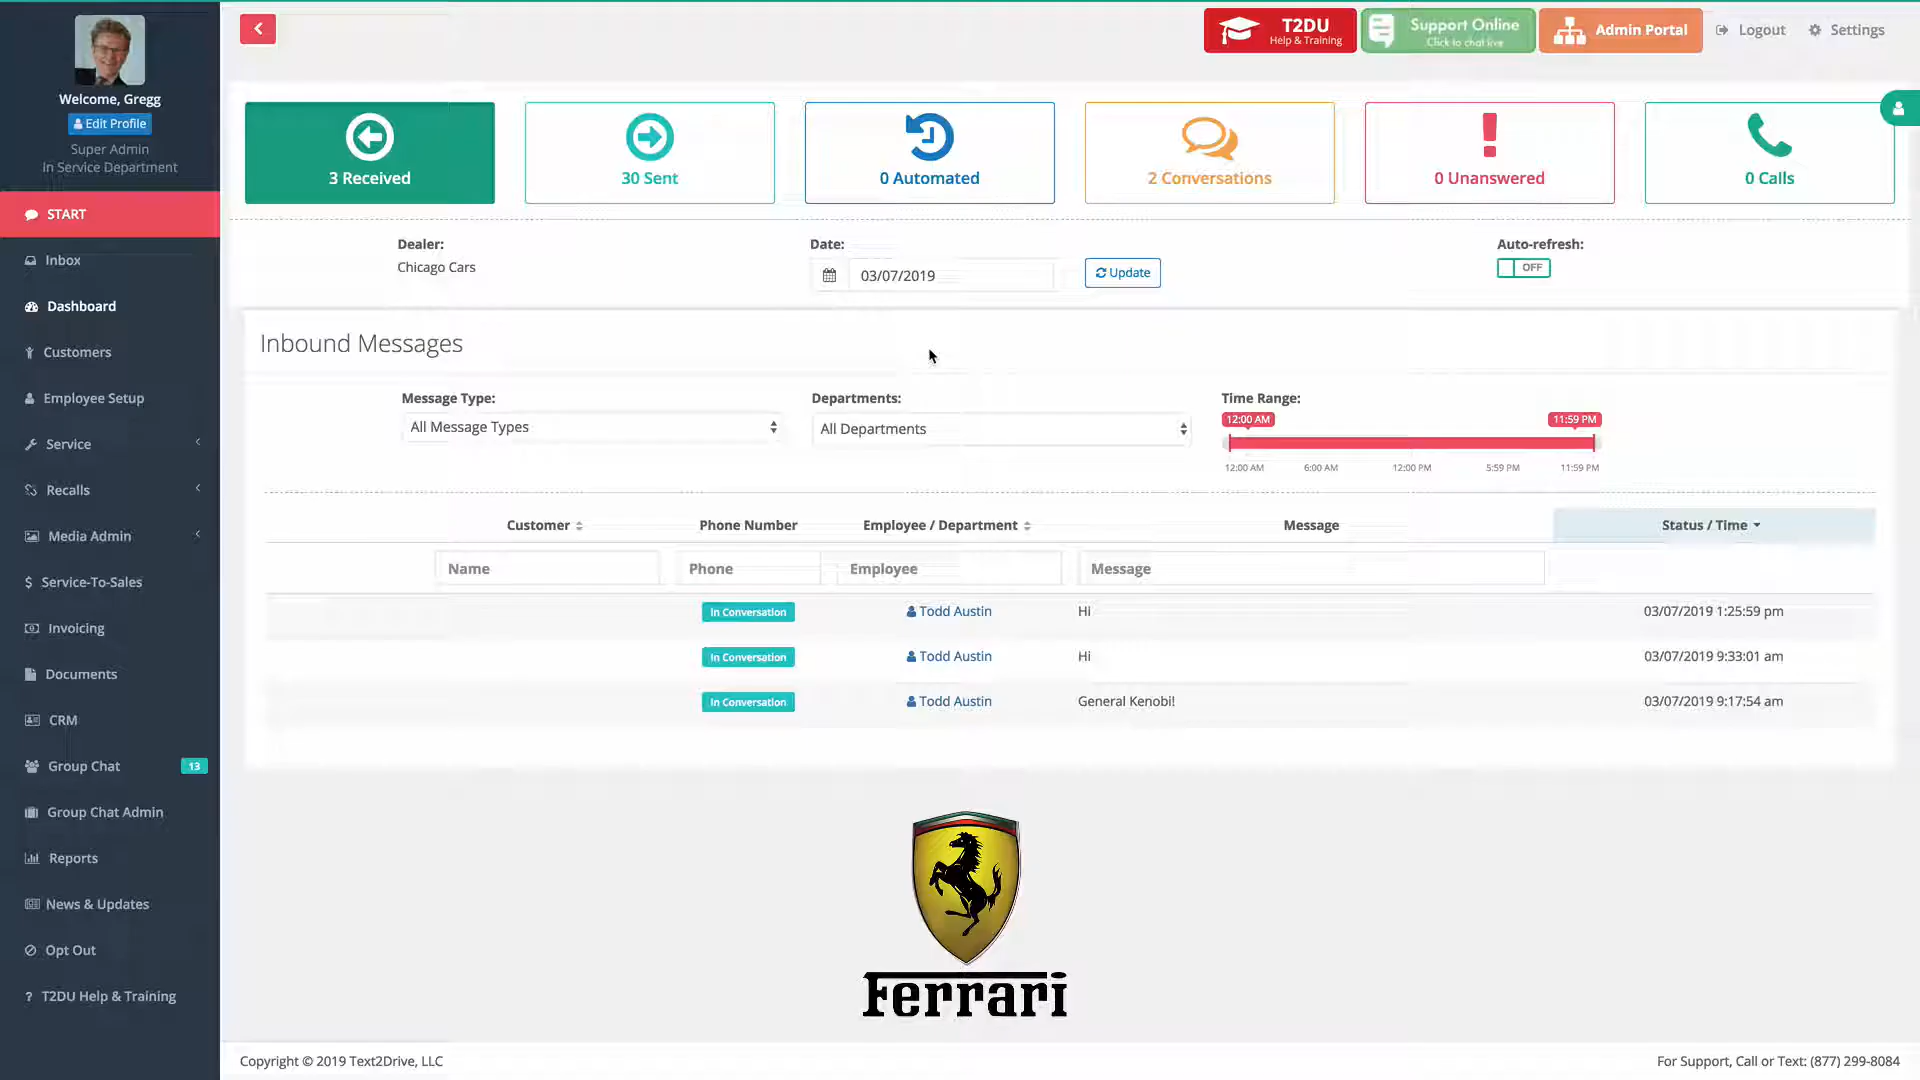 Welcome, Gregg
Edit Profile
Super Admin
In Service Department
START
Inbox
Dashboard
Customers
Employee Setup
Service
Recalls
Media Admin
$ Service-To-Sales
Invoicing
Documents
CRM
Group Chat 13
Group Chat Admin
Reports
News & Updates
Opt Out
? T2DU Help & Training
T2DU
Help & Training
Support Online
Click to chat live
Admin Portal
Logout
Settings
3 Received
30 Sent
0 Automated
2 Conversations
0 Unanswered
0 Calls
Dealer:
Chicago Cars
Date:
03/07/2019
Update
Auto-refresh:
OFF
Inbound Messages
Message Type:
All Message Types
Departments:
All Departments
Time Range:
12:00 AM 11:59 PM
12:00 AM 6:00 AM 12:00 PM 5:59 PM 11:59 PM
Customer Phone Number Employee / Department Message Status / Time
Name Phone Employee Message
In Conversation Todd Austin Hi 03/07/2019 1:25:59 pm
In Conversation Todd Austin Hi 03/07/2019 9:33:01 am
In Conversation Todd Austin General Kenobi! 03/07/2019 9:17:54 am
Ferrari
Copyright © 2019 Text2Drive, LLC
For Support, Call or Text: (877) 299-8084